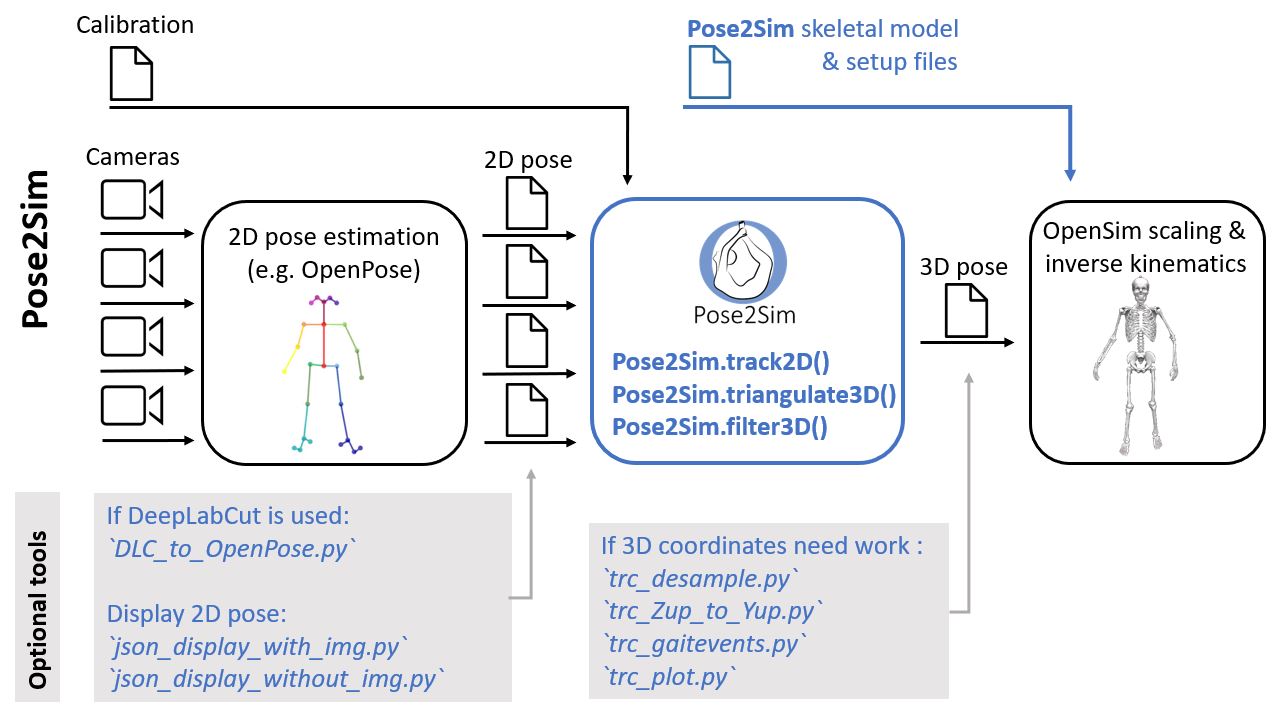 Calibration
Pose2Sim skeletal model
& setup files
Pose2Sim
Cameras
2D pose estimation
(e.g. OpenPose)
2D pose
Pose2Sim
Pose2Sim.track2D()
Pose2Sim.triangulate3D()
Pose2Sim.filter3D()
3D pose
OpenSim scaling &
inverse kinematics
Optional tools
If DeepLabCut is used:
`DLC_to_OpenPose.py`
Display 2D pose:
`json_display_with_img.py`
`json_display_without_img.py`
If 3D coordinates need work :
`trc_desample.py`
`trc_Zup_to_Yup.py`
`trc_gaitevents.py`
`trc_plot.py`